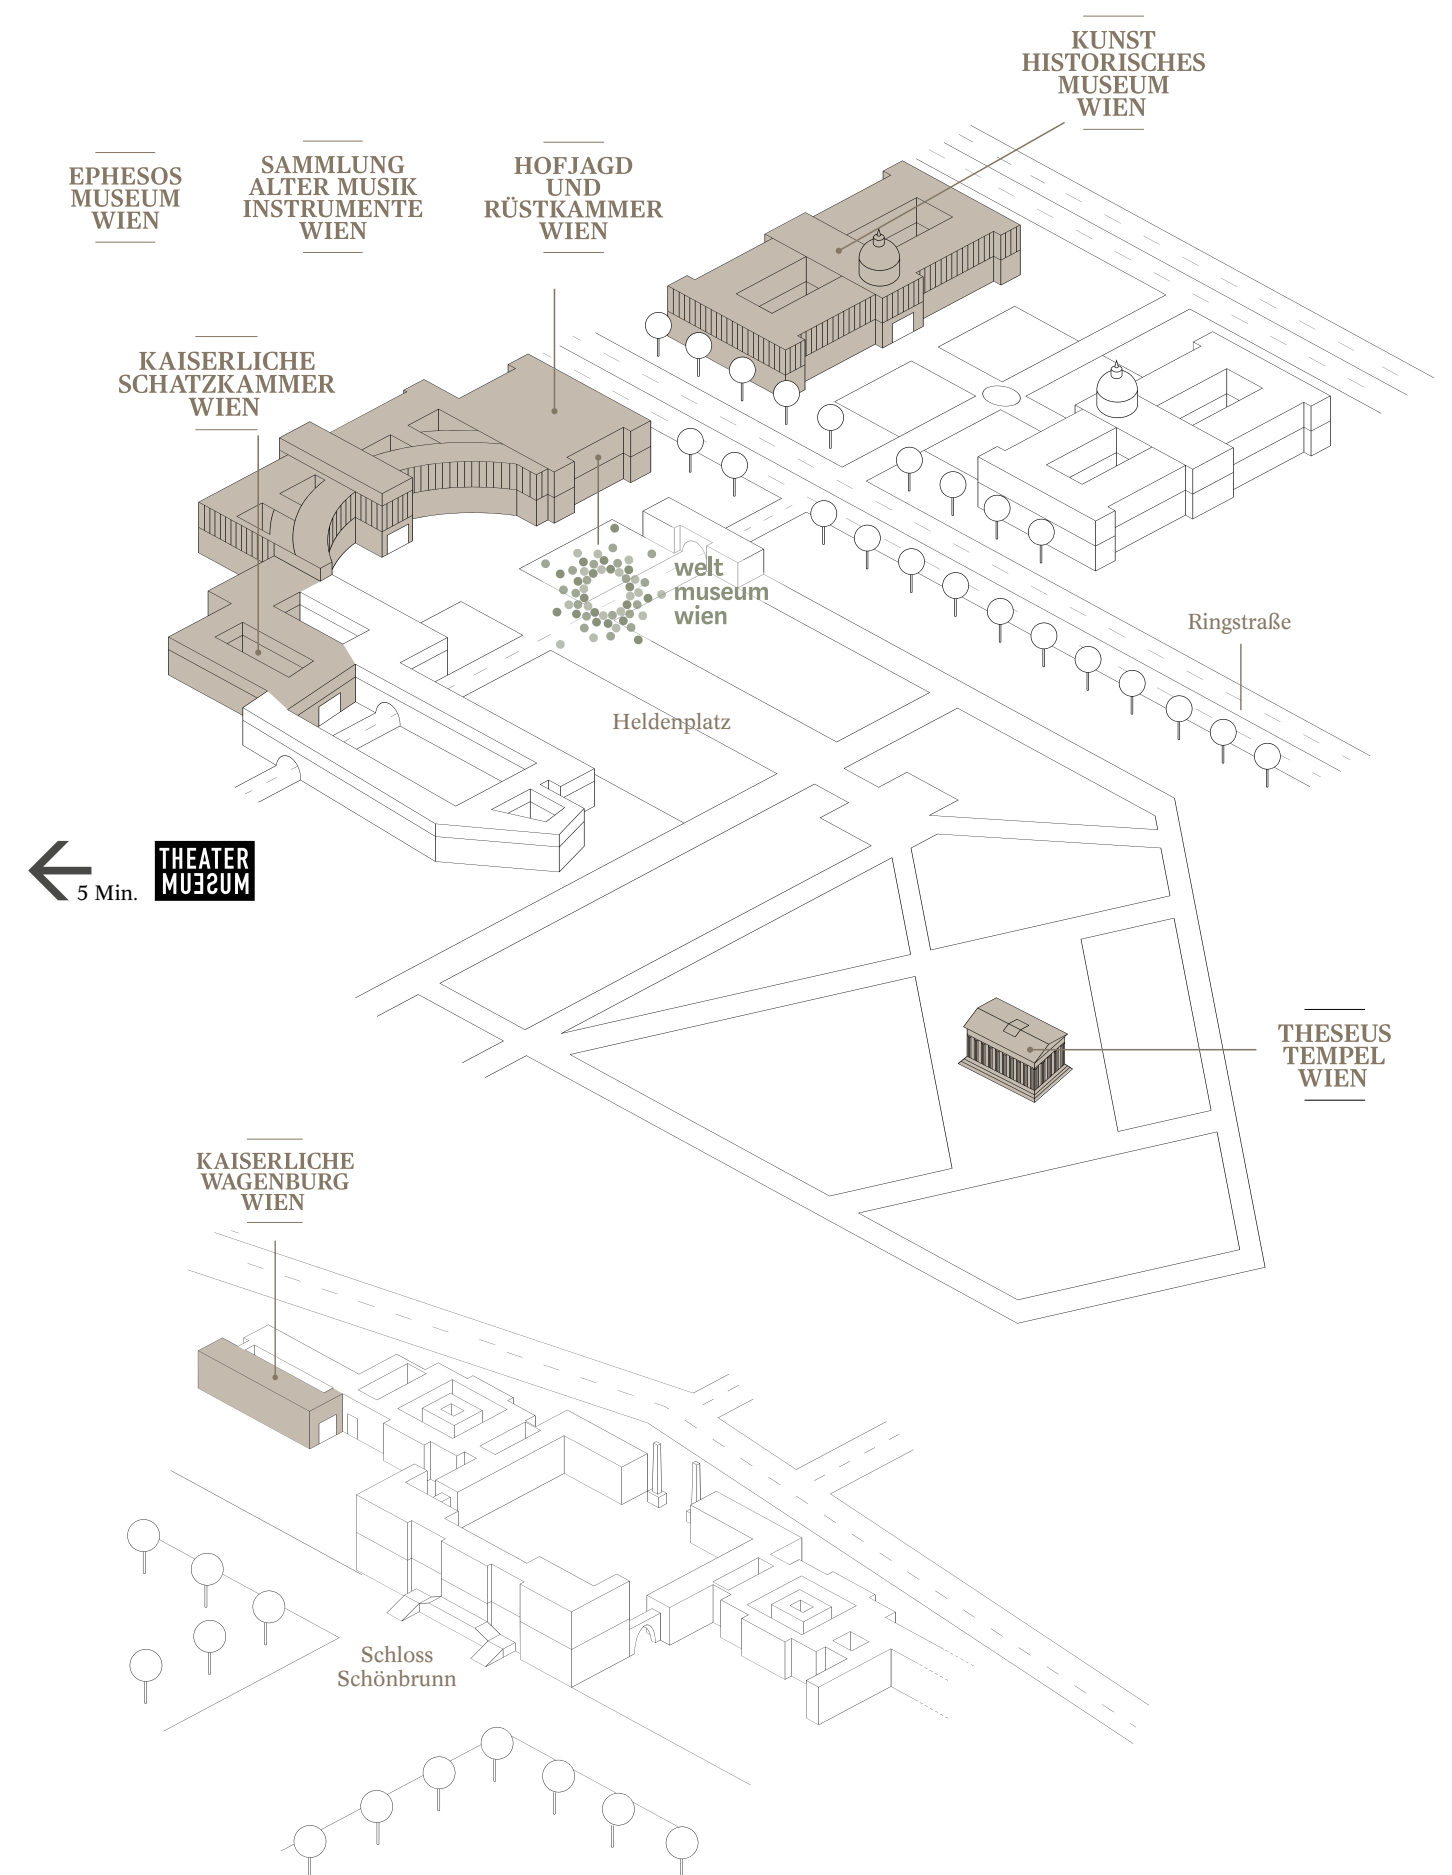 KUNST
HISTORISCHES
MUSEUM
WIEN
EPHESOS
MUSEUM
WIEN
SAMMLUNG
ALTER MUSIK
INSTRUMENTE
WIEN
HOFJAGD
UND
RÜSTKAMMER
WIEN
KAISERLICHE
SCHATZKAMMER
WIEN
welt
museum
wien
Ringstraße
Heldenplatz
5 Min.
THEATER
MUSEUM
THESEUS
TEMPEL
WIEN
KAISERLICHE
WAGENBURG
WIEN
Schloss
Schönbrunn